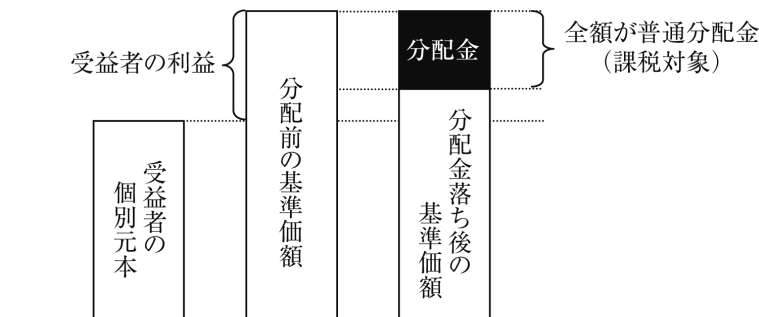 受益者の利益
分配金
全額が普通分配金
（課税対象）
受益者の
個別元本
分配前の基準価額
分配金落ち後の
基準価額